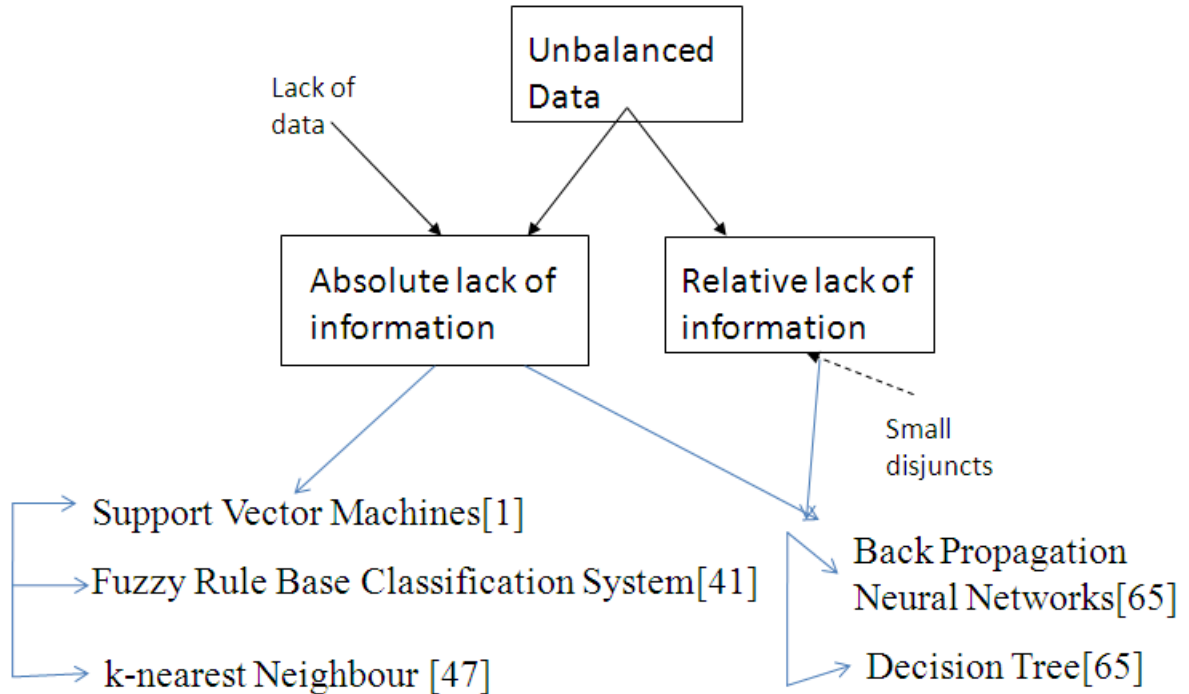 Unbalanced
Data
Lack of
data
Absolute lack of
information
Relative lack of
information
Small
disjuncts
Support Vector Machines[1]
Fuzzy Rule Base Classification System[41]
k-nearest Neighbour [47]
Back Propagation
Neural Networks[65]
Decision Tree[65]